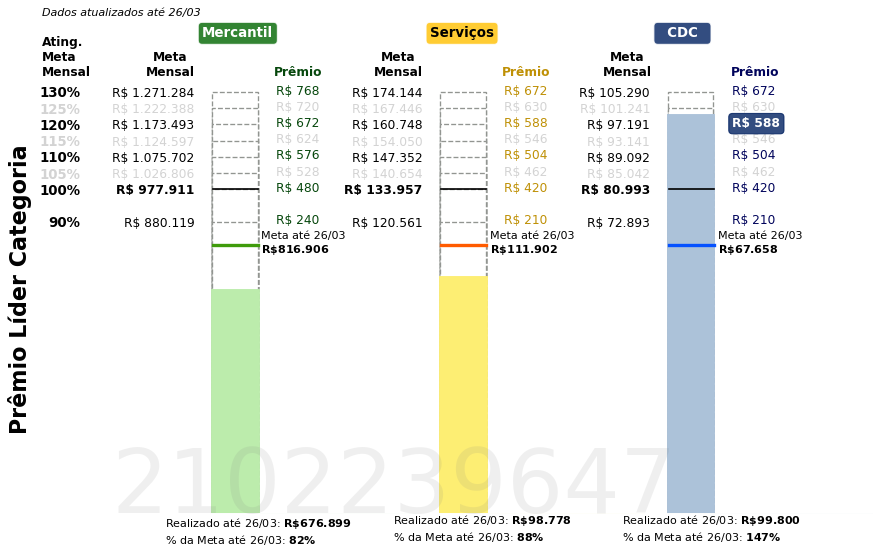 Dados atualizados até 26/03
Mercantil Serviços CDC
Ating.
Meta Meta Meta Meta
Mensal Mensal Prêmio Mensal Prêmio Mensal Prêmio
130% R$ 1.271.284 R$ 768 R$ 174.144 R$ 672 R$ 105.290 R$ 672
125% R$ 1.222.388 R$ 720 R$ 167.446 R$ 630 R$ 101.241 R$ 630
120% R$ 1.173.493 R$ 672 R$ 160.748 R$ 588 R$ 97.191 R$ 588
115% R$ 1.124.597 R$ 624 R$ 154.050 R$ 546 R$ 93.141 R$ 546
110% R$ 1.075.702 R$ 576 R$ 147.352 R$ 504 R$ 89.092 R$ 504
105% R$ 1.026.806 R$ 528 R$ 140.654 R$ 462 R$ 85.042 R$ 462
100% R$ 977.911 R$ 480 R$ 133.957 R$ 420 R$ 80.993 R$ 420
90% R$ 880.119 R$ 240 R$ 120.561 R$ 210 R$ 72.893 R$ 210
Meta até 26/03 Meta até 26/03 Meta até 26/03
R$816.906 R$111.902 R$67.658
Prêmio Líder Categoria
2102239647
Realizado até 26/03: R$676.899 Realizado até 26/03: R$98.778 Realizado até 26/03: R$99.800
% da Meta até 26/03: 82% % da Meta até 26/03: 88% % da Meta até 26/03: 147%